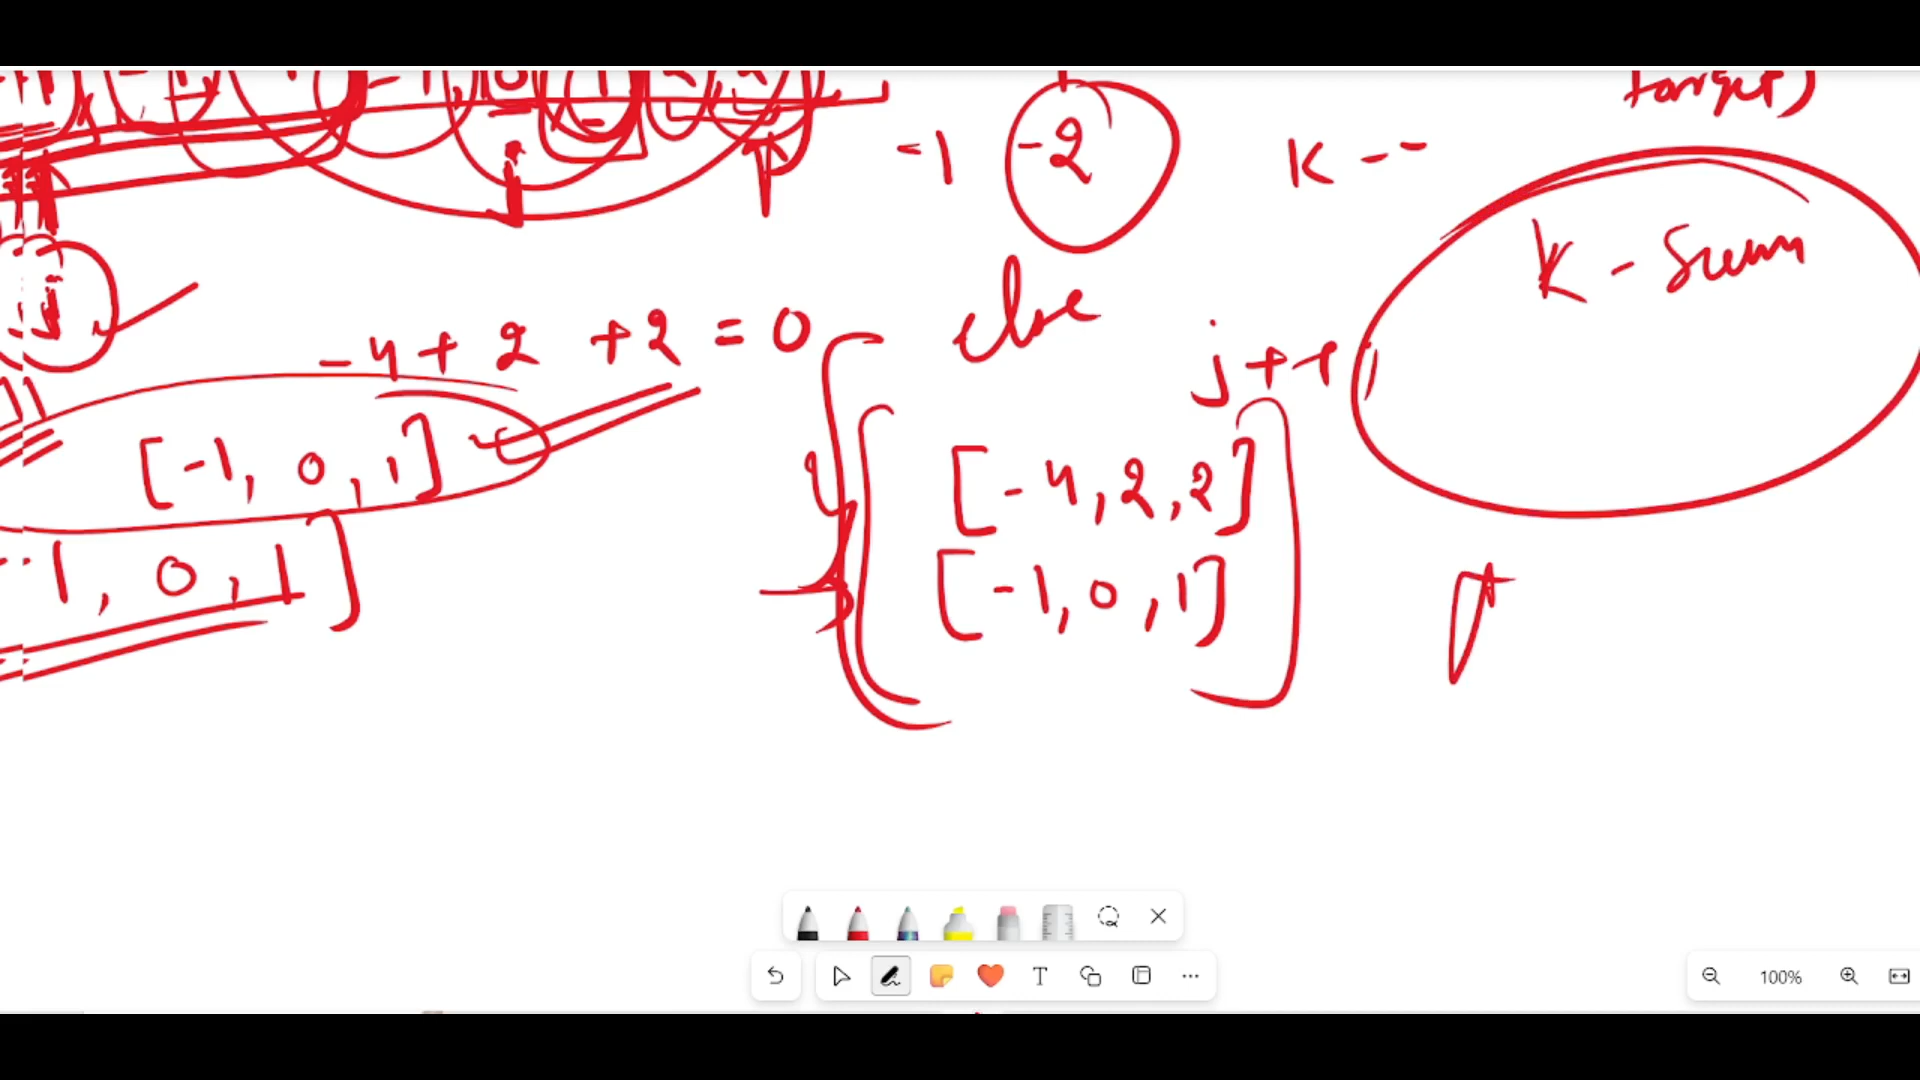 target)
-1 -2 K--
K - Sum
else
-4 + 2 + 2 = 0
j++
[-1, 0, 1]
[-4, 2, 2]
-1, 0, 1]
[-1, 0, 1]
T
100%